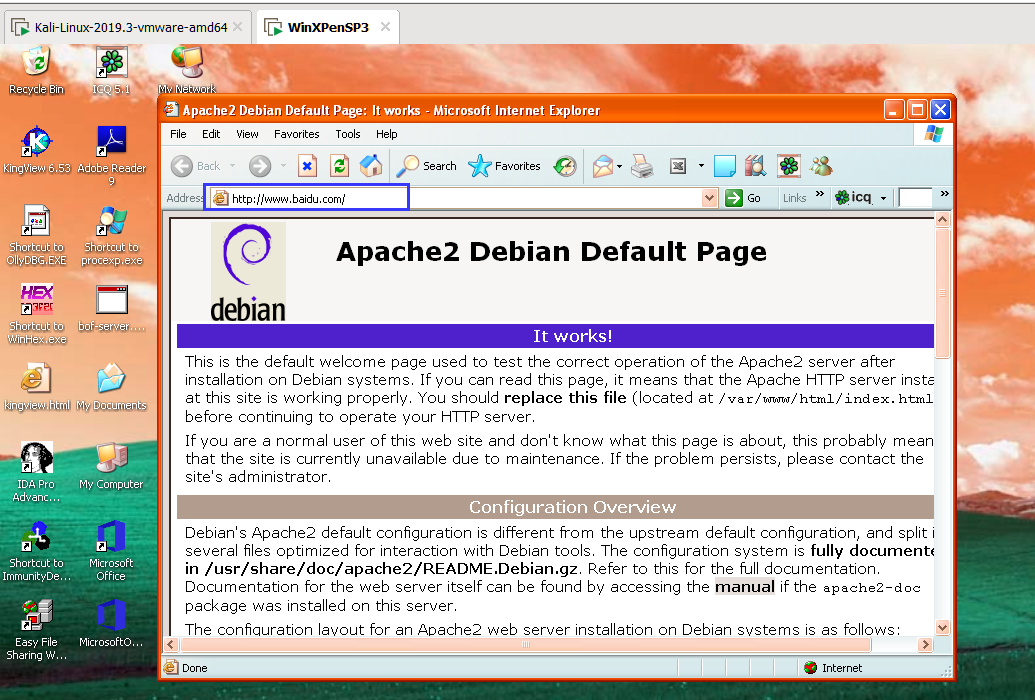 Kali-Linux-2019.3-vmware-amd64
WinXPenSP3
Recycle Bin
ICQ 5.1
My Network
KingView 6.53
Adobe Reader
9
Shortcut to
OllyDBG.EXE
Shortcut to
procexp.exe
HEX
Shortcut to
WinHex.exe
bof-server....
kingview.html
My Documents
IDA Pro
Advanc...
My Computer
Shortcut to
ImmunityDe...
Microsoft
Office
Easy File
Sharing W...
MicrosoftO...
Apache2 Debian Default Page: It works - Microsoft Internet Explorer
File Edit View Favorites Tools Help
Back Search Favorites
Address http://www.baidu.com/ Go Links » icq »
debian
Apache2 Debian Default Page
It works!
This is the default welcome page used to test the correct operation of the Apache2 server after
installation on Debian systems. If you can read this page, it means that the Apache HTTP server insta
at this site is working properly. You should replace this file (located at /var/www/html/index.html
before continuing to operate your HTTP server.
If you are a normal user of this web site and don't know what this page is about, this probably mean
that the site is currently unavailable due to maintenance. If the problem persists, please contact the
site's administrator.
Configuration Overview
Debian's Apache2 default configuration is different from the upstream default configuration, and split i
several files optimized for interaction with Debian tools. The configuration system is fully documente
in /usr/share/doc/apache2/README.Debian.gz. Refer to this for the full documentation.
Documentation for the web server itself can be found by accessing the manual if the apache2-doc
package was installed on this server.
The configuration layout for an Apache2 web server installation on Debian systems is as follows:
Done
Internet